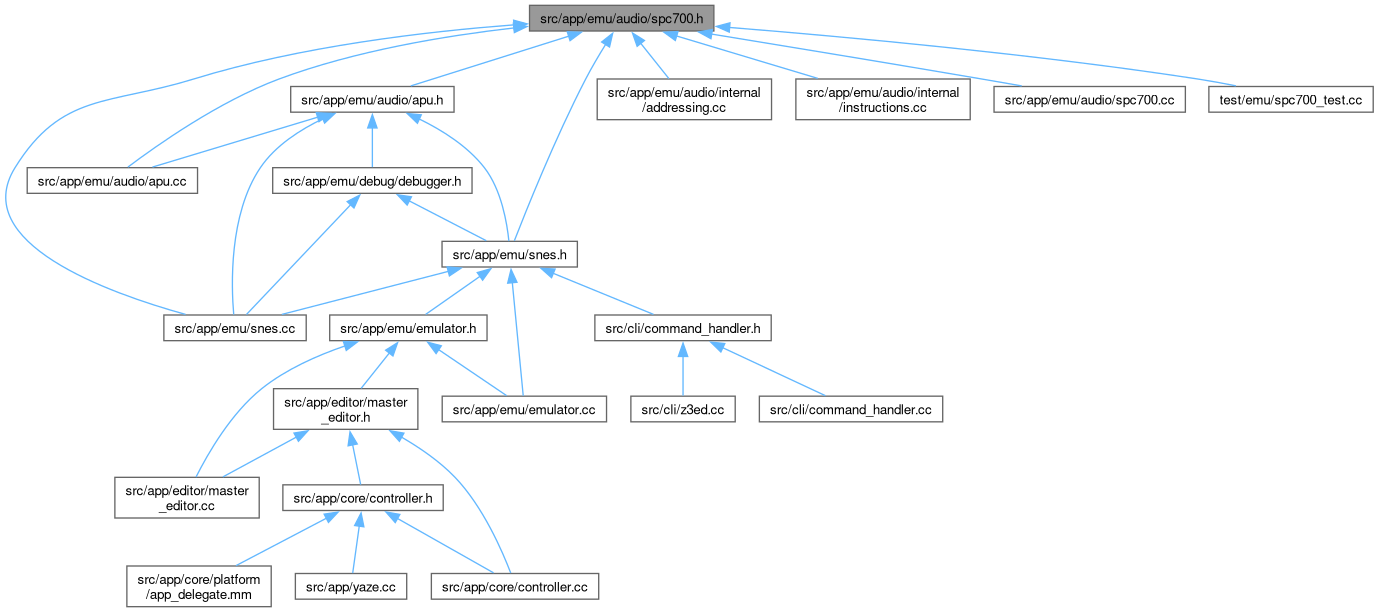 src/app/emu/audio/spc700.h
src/app/emu/audio/apu.h
src/app/emu/audio/internal
/addressing.cc
src/app/emu/audio/internal
/instructions.cc
src/app/emu/audio/spc700.cc
test/emu/spc700_test.cc
src/app/emu/audio/apu.cc
src/app/emu/debug/debugger.h
src/app/emu/snes.h
src/app/emu/snes.cc
src/app/emu/emulator.h
src/cli/command_handler.h
src/app/editor/master
_editor.h
src/app/emu/emulator.cc
src/cli/z3ed.cc
src/cli/command_handler.cc
src/app/editor/master
_editor.cc
src/app/core/controller.h
src/app/core/platform
/app_delegate.mm
src/app/yaze.cc
src/app/core/controller.cc